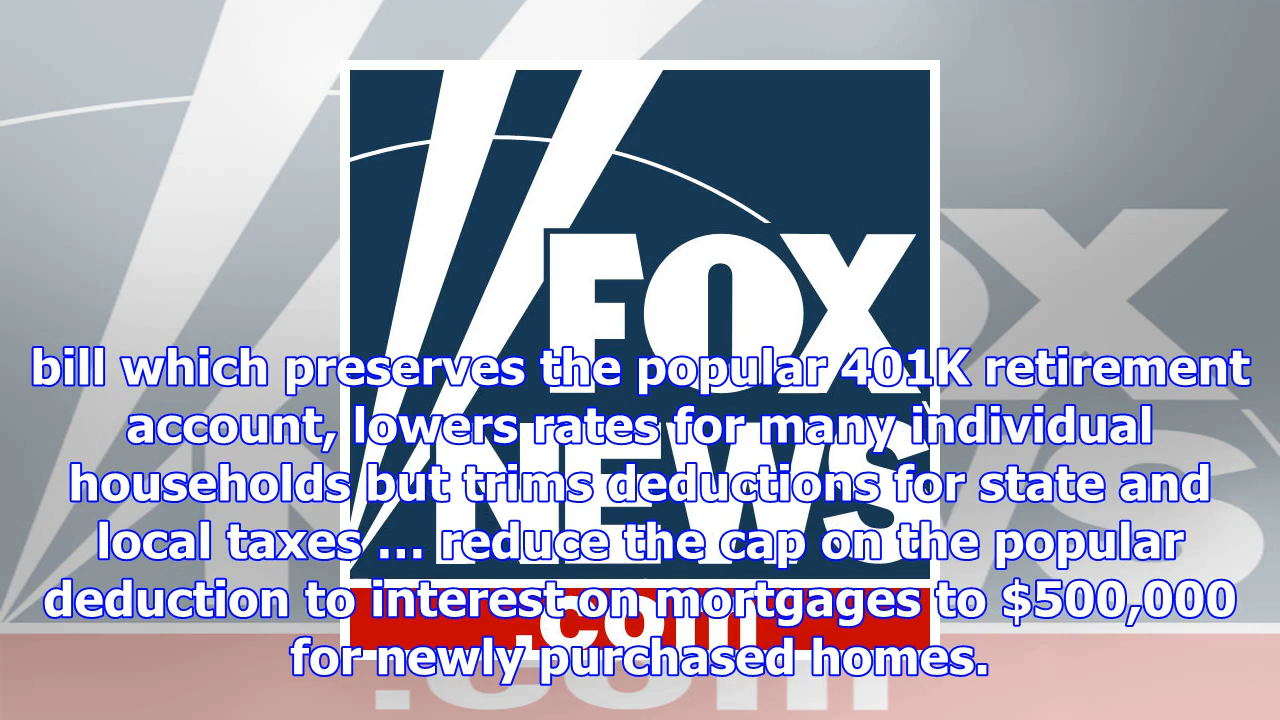 FOX
NEWS
.com
bill which preserves the popular 401K retirement
account, lowers rates for many individual
households but trims deductions for state and
local taxes ... reduce the cap on the popular
deduction to interest on mortgages to $500,000
for newly purchased homes.